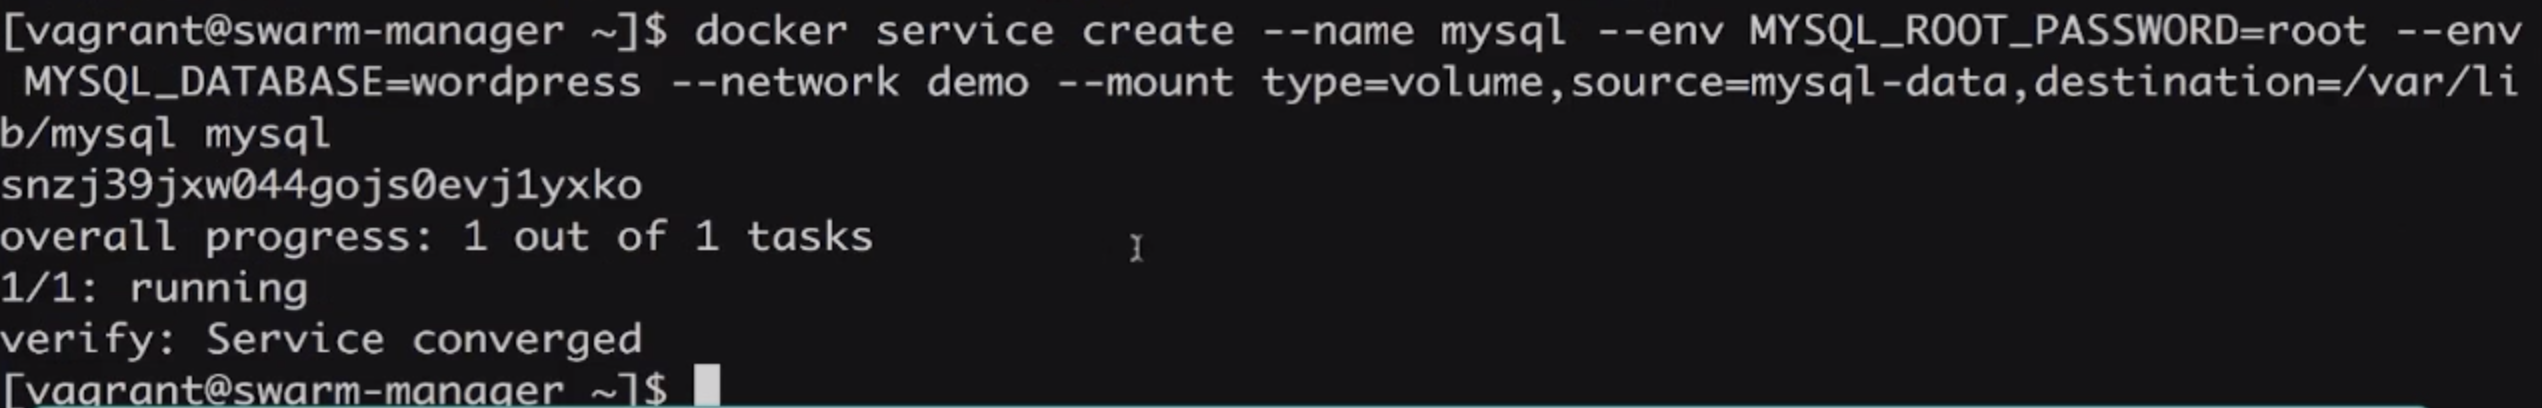 [vagrant@swarm-manager ~]$ docker service create --name mysql --env MYSQL_ROOT_PASSWORD=root --env
 MYSQL_DATABASE=wordpress --network demo --mount type=volume,source=mysql-data,destination=/var/li
b/mysql mysql
snzj39jxw044gojs0evj1yxko
overall progress: 1 out of 1 tasks
1/1: running
verify: Service converged
[vagrant@swarm-manager ~]$